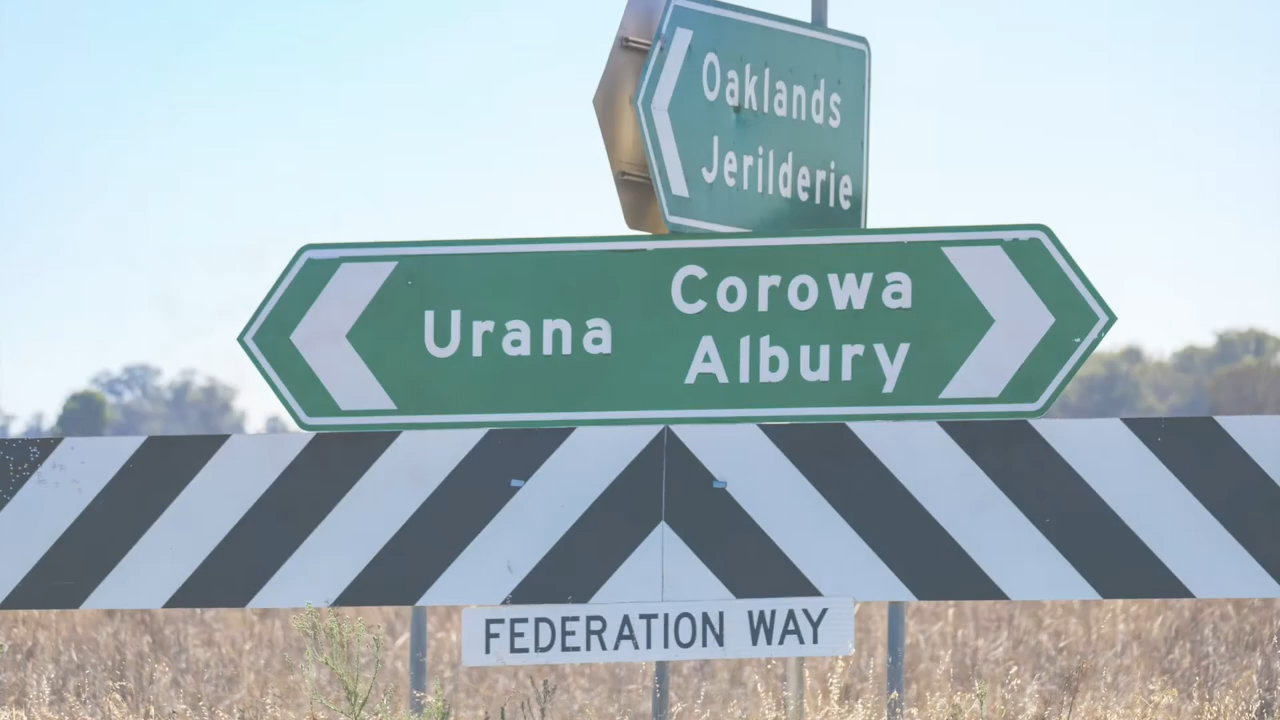 Oaklands
Jerilderie
Urana
Corowa
Albury
FEDERATION WAY